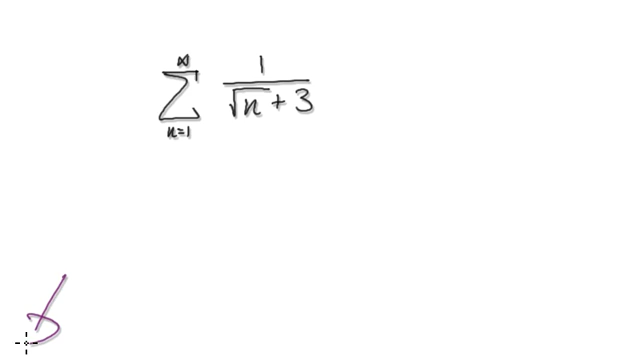 ∞
∑ 1/(√n + 3)
n=1